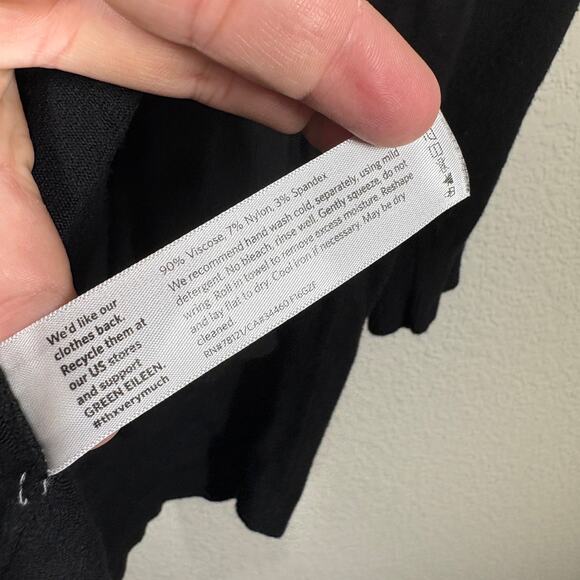 90% Viscose, 7% Nylon, 3% Spandex
We recommend hand wash cold, separately, using mild
detergent. No bleach, rinse well. Gently squeeze, do not
wring. Roll in towel to remove excess moisture. Reshape
and lay flat to dry. Cool iron if necessary. May be dry
cleaned.
RN#78121/CA#34460 F16GZF
We'd like our
clothes back.
Recycle them at
our US stores
and support
GREEN EILEEN.
#thxverymuch